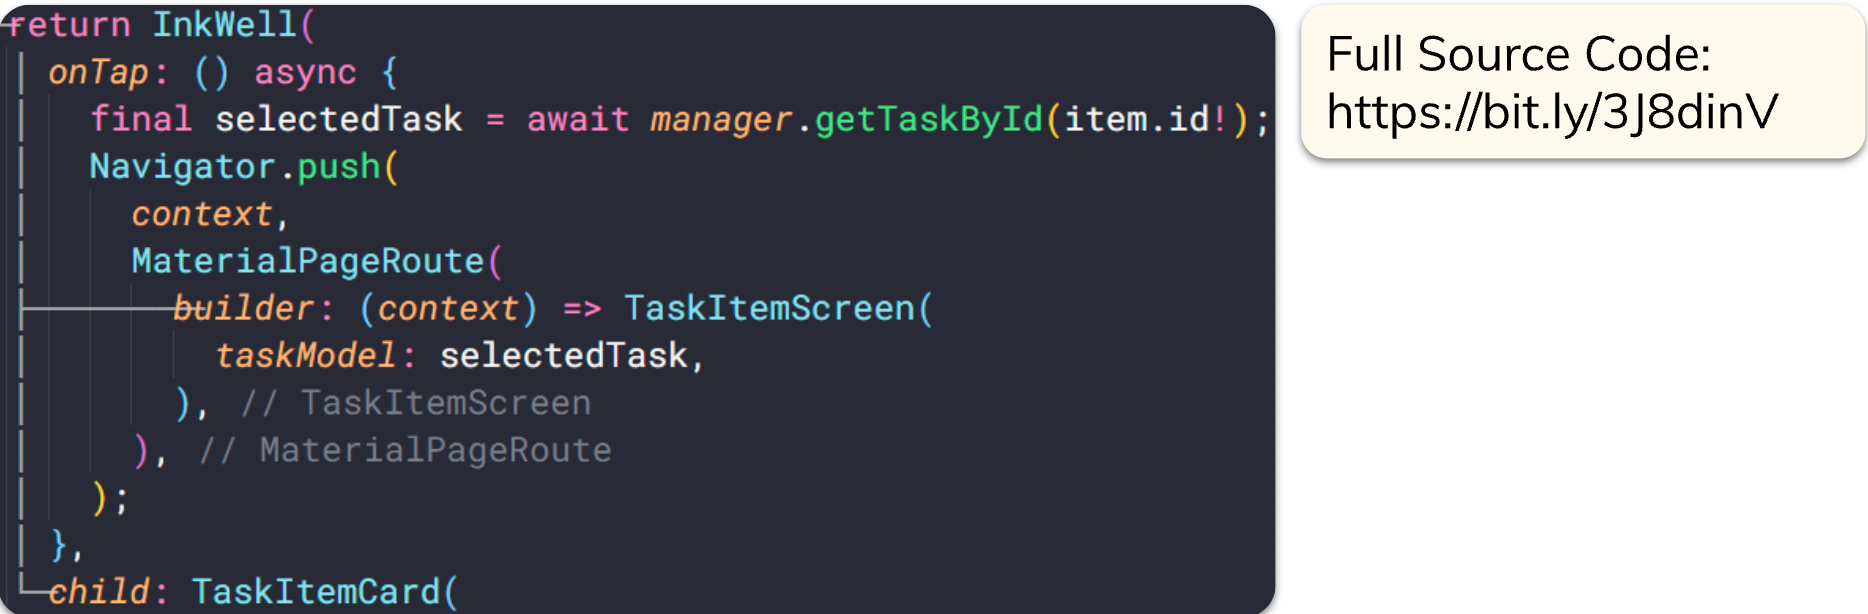 return InkWell(
onTap: () async {
final selectedTask = await manager.getTaskById(item.id!);
Navigator.push(
context,
MaterialPageRoute(
builder: (context) => TaskItemScreen(
taskModel: selectedTask,
), // TaskItemScreen
), // MaterialPageRoute
);
},
child: TaskItemCard(
Full Source Code:
https://bit.ly/3J8dinV